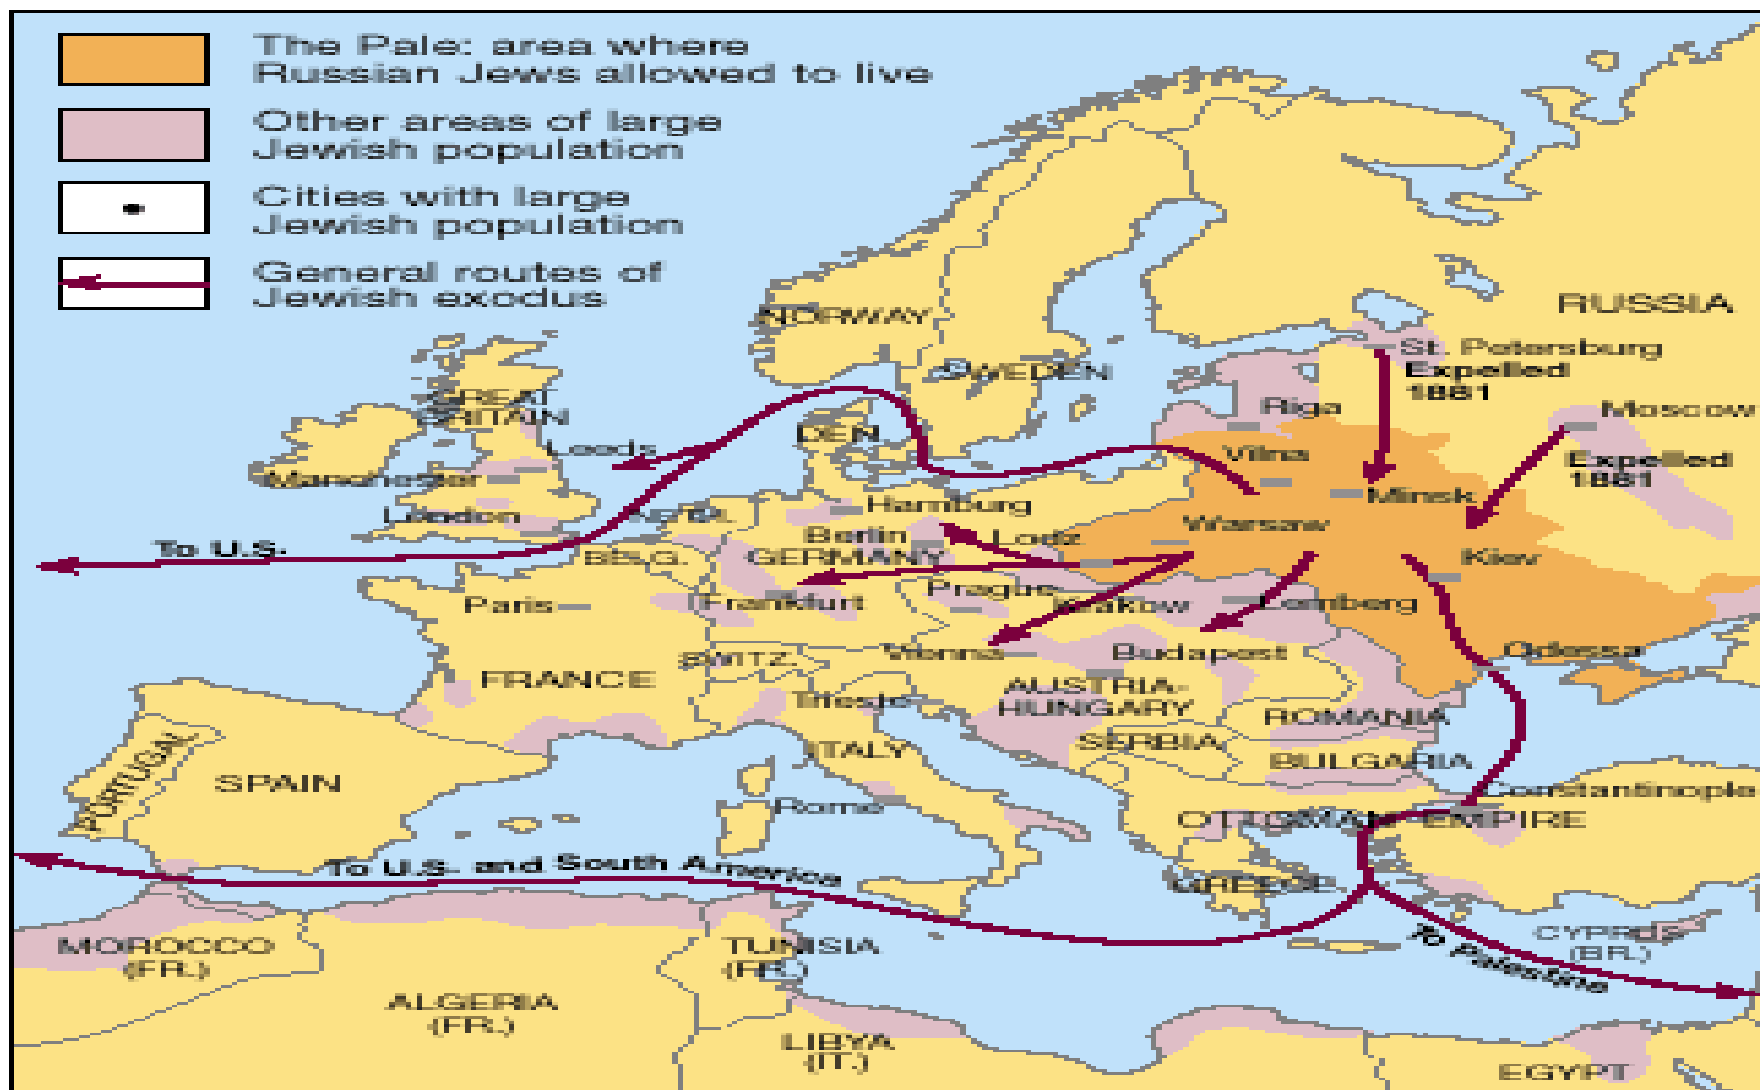 The Pale: area where
Russian Jews allowed to live
Other areas of large
Jewish population
Cities with large
Jewish population
General routes of
Jewish exodus
NORWAY
SWEDEN
RUSSIA
St. Petersburg
Expelled
1881
Moscow
Expelled
1881
Riga
Vilna
Minsk
GREAT
BRITAIN
Leeds
Manchester
London
DEN.
NETH.
Hamburg
Berlin
Lodz
Warsaw
Kiev
To U.S.
BELG.
GERMANY
Paris
Frankfurt
Prague
Krakow
Lemberg
Odessa
SWITZ.
Vienna
Budapest
FRANCE
AUSTRIA-
HUNGARY
Trieste
ROMANIA
ITALY
SERBIA
BULGARIA
PORTUGAL
SPAIN
Rome
Constantinople
OTTOMAN EMPIRE
To U.S. and South America
GREECE
To Palestine
CYPRUS
(BR.)
MOROCCO
(FR.)
TUNISIA
(FR.)
ALGERIA
(FR.)
LIBYA
(IT.)
EGYPT